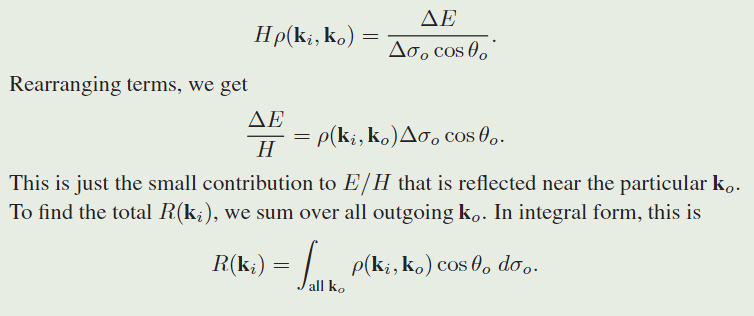 Hρ(k_i, k_o) = ΔE / (Δσ_o cos θ_o).
Rearranging terms, we get
ΔE / H = ρ(k_i, k_o)Δσ_o cos θ_o.
This is just the small contribution to E/H that is reflected near the particular k_o.
To find the total R(k_i), we sum over all outgoing k_o. In integral form, this is
R(k_i) = ∫_{all k_o} ρ(k_i, k_o) cos θ_o dσ_o.